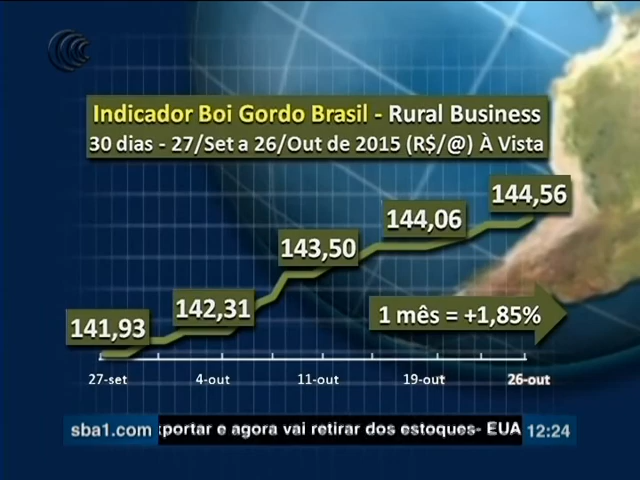 Indicador Boi Gordo Brasil - Rural Business
30 dias - 27/Set a 26/Out de 2015 (R$/@) À Vista
144,56
144,06
143,50
142,31
141,93
1 mês = +1,85%
27-set 4-out 11-out 19-out 26-out
sba1.com xportar e agora vai retirar dos estoques- EUA 12:24